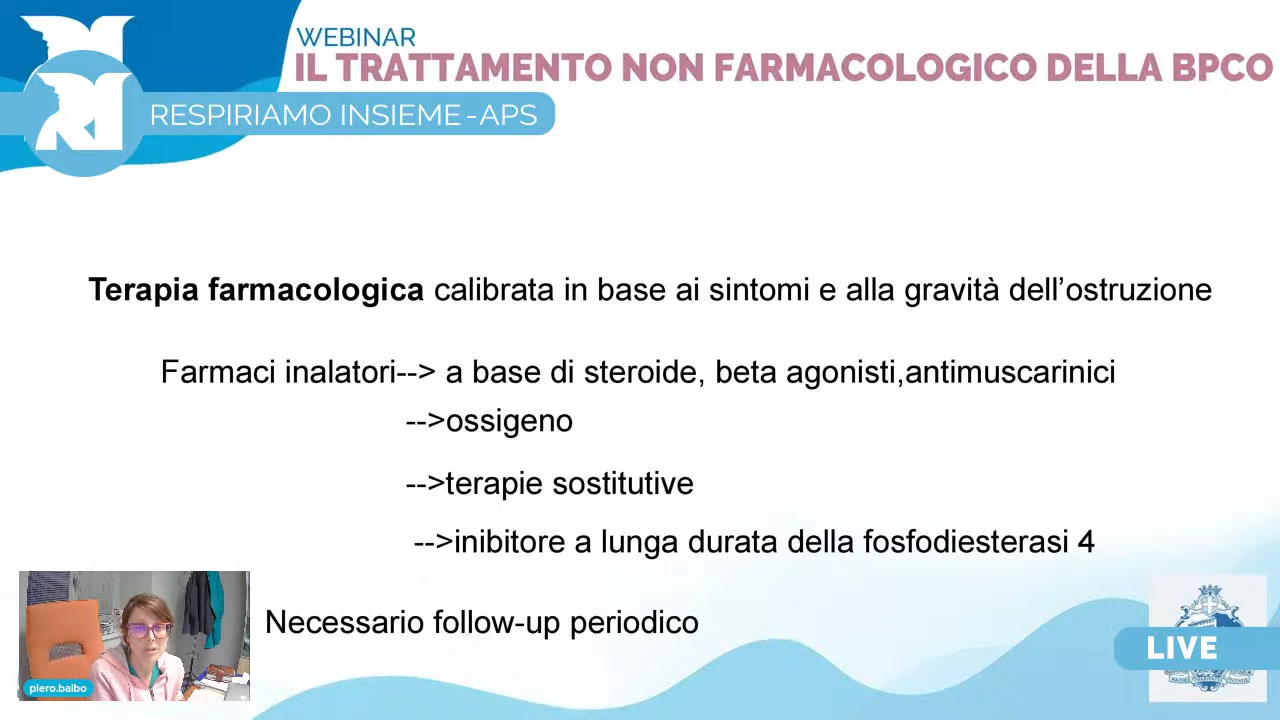 WEBINAR
IL TRATTAMENTO NON FARMACOLOGICO DELLA BPCO
RESPIRIAMO INSIEME-APS
Terapia farmacologica calibrata in base ai sintomi e alla gravità dell’ostruzione
Farmaci inalatori--> a base di steroide, beta agonisti,antimuscarinici
-->ossigeno
-->terapie sostitutive
-->inibitore a lunga durata della fosfodiesterasi 4
Necessario follow-up periodico
piero.balbo
LIVE